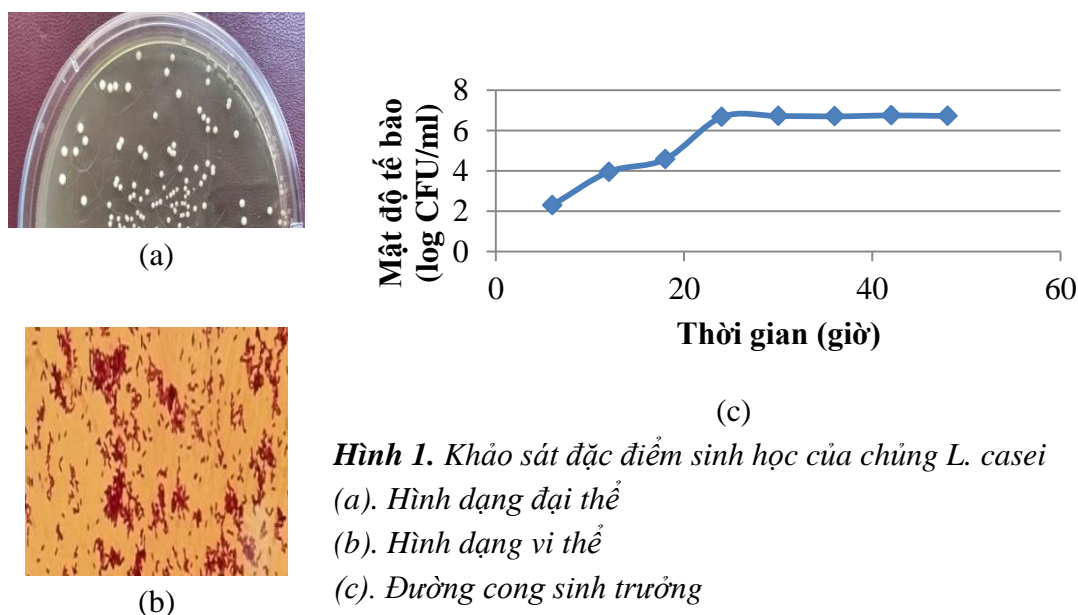 (a)
(b)
Mật độ tế bào
(log CFU/ml)
8
6
4
2
0
0
20
40
60
Thời gian (giờ)
(c)
Hình 1. Khảo sát đặc điểm sinh học của chủng L. casei
(a). Hình dạng đại thể
(b). Hình dạng vi thể
(c). Đường cong sinh trưởng